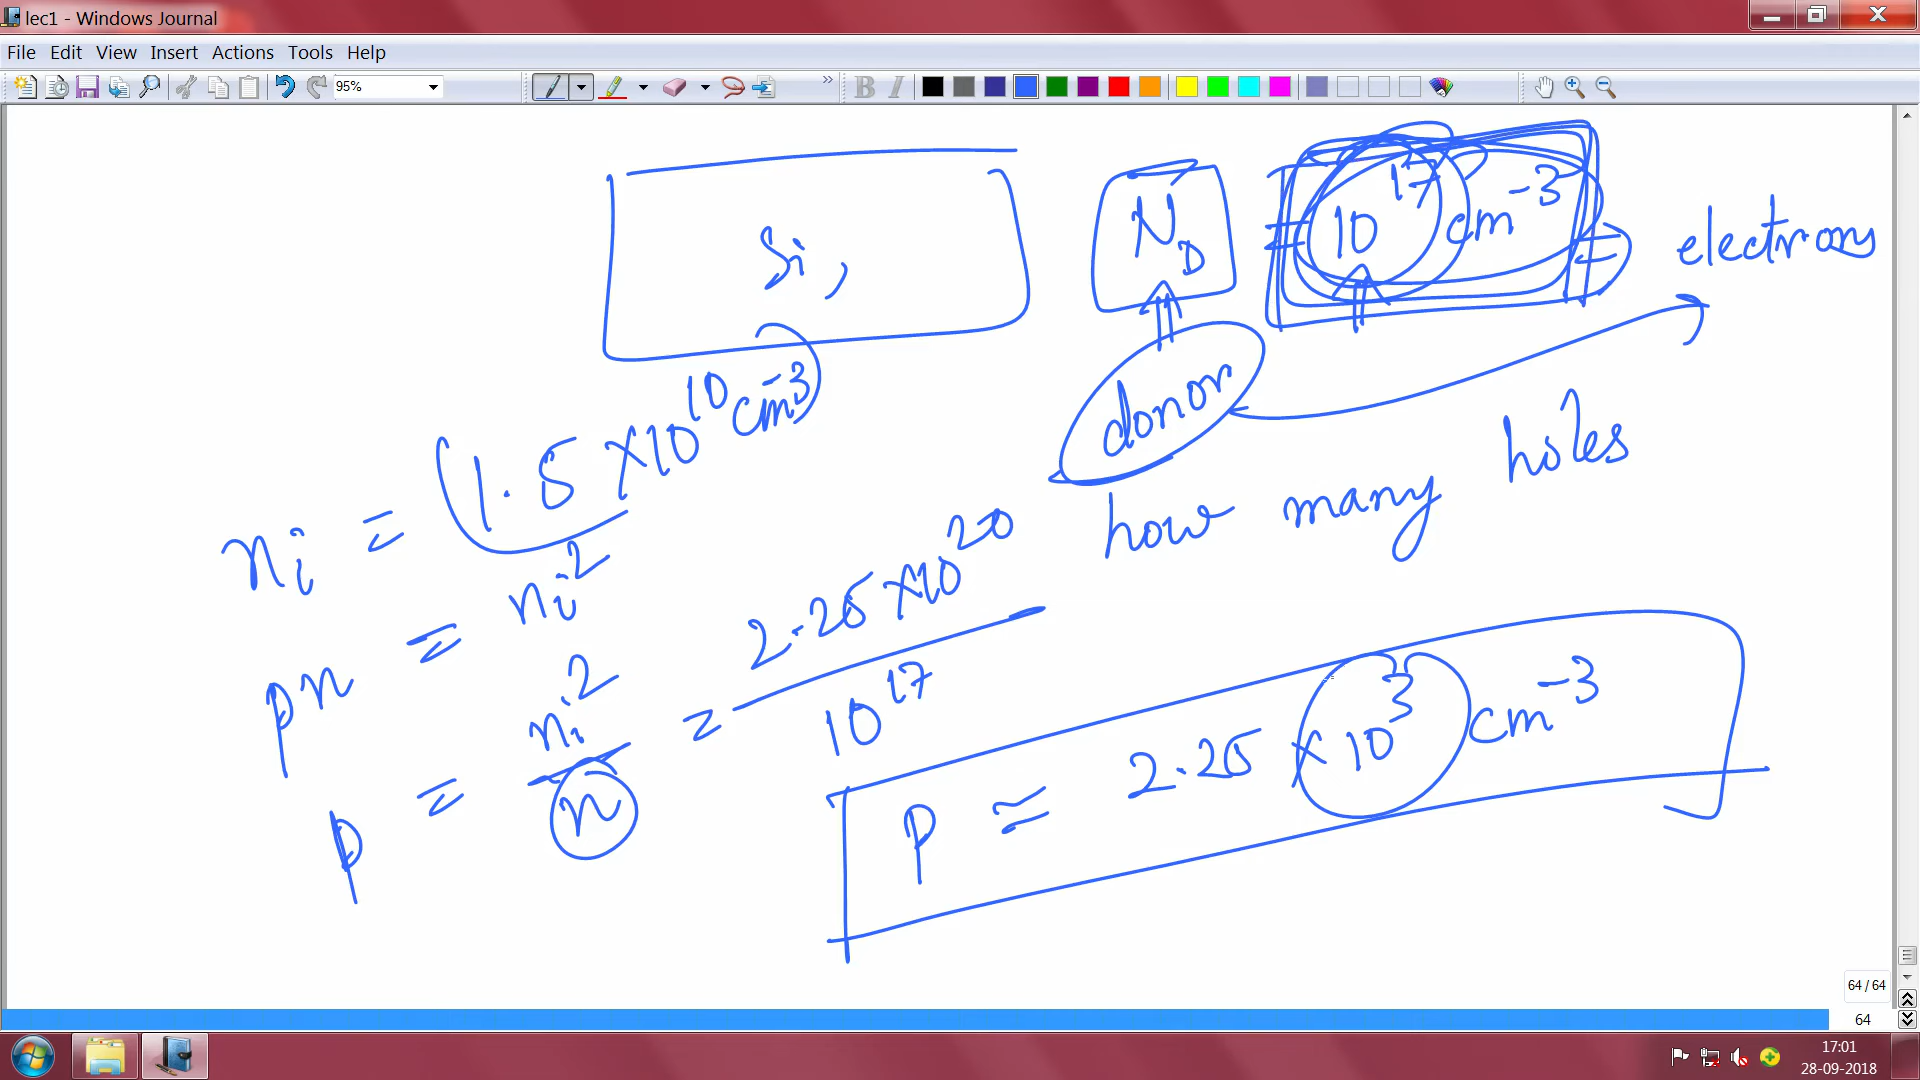 lec1 - Windows Journal
File Edit View Insert Actions Tools Help
95%
Si, N_D = 10^17 cm^-3 = electrons
donor
how many holes
n_i = 1.5 × 10^10 cm^-3
pn = n_i^2
p = n_i^2 / n = 2.25 × 10^20 / 10^17
p ≃ 2.25 × 10^3 cm^-3
64 / 64
64
17:01
28-09-2018